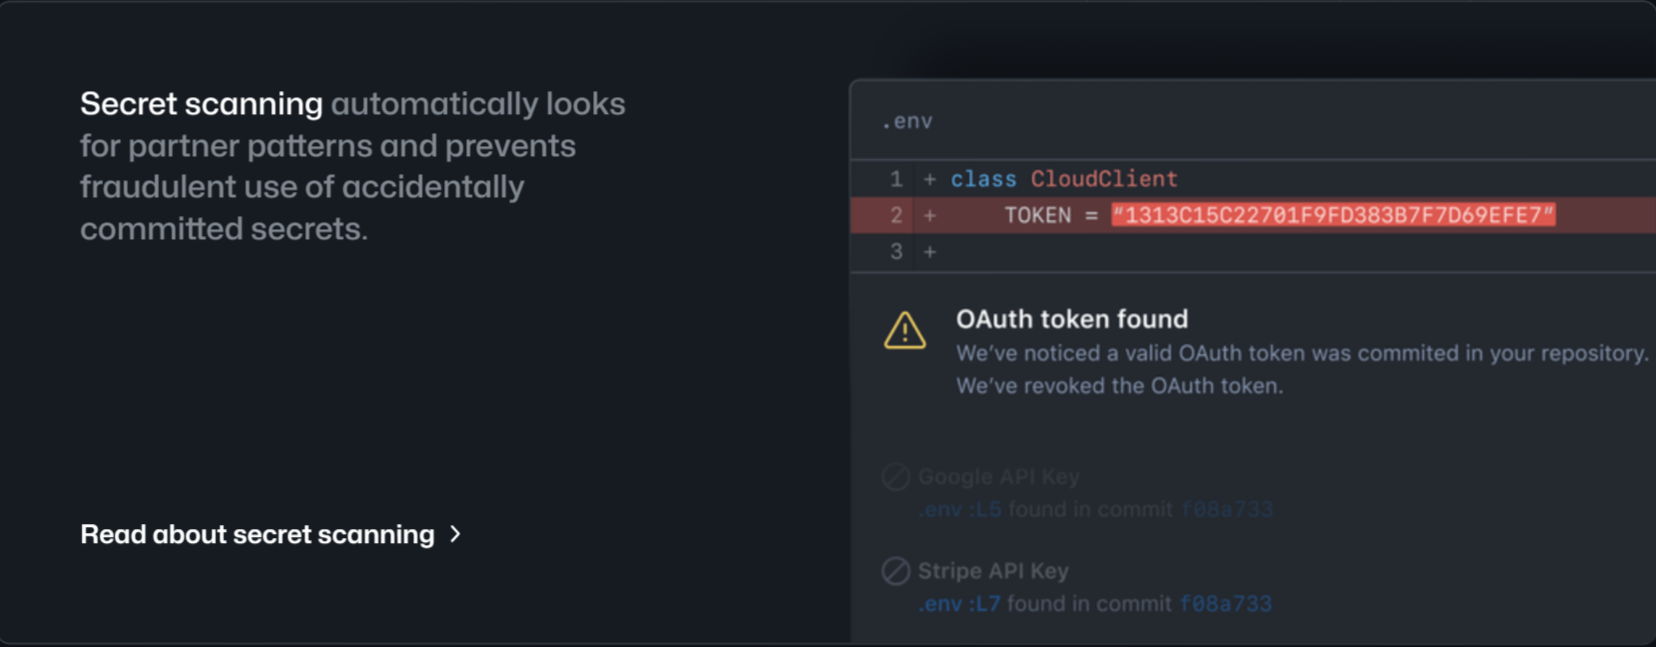 Secret scanning automatically looks
for partner patterns and prevents
fraudulent use of accidentally
committed secrets.
Read about secret scanning >
.env
1 + class CloudClient
2 + TOKEN = “1313C15C22701F9FD383B7F7D69EFE7”
3 +
OAuth token found
We’ve noticed a valid OAuth token was commited in your repository.
We’ve revoked the OAuth token.
Google API Key
.env :L5 found in commit f08a733
Stripe API Key
.env :L7 found in commit f08a733